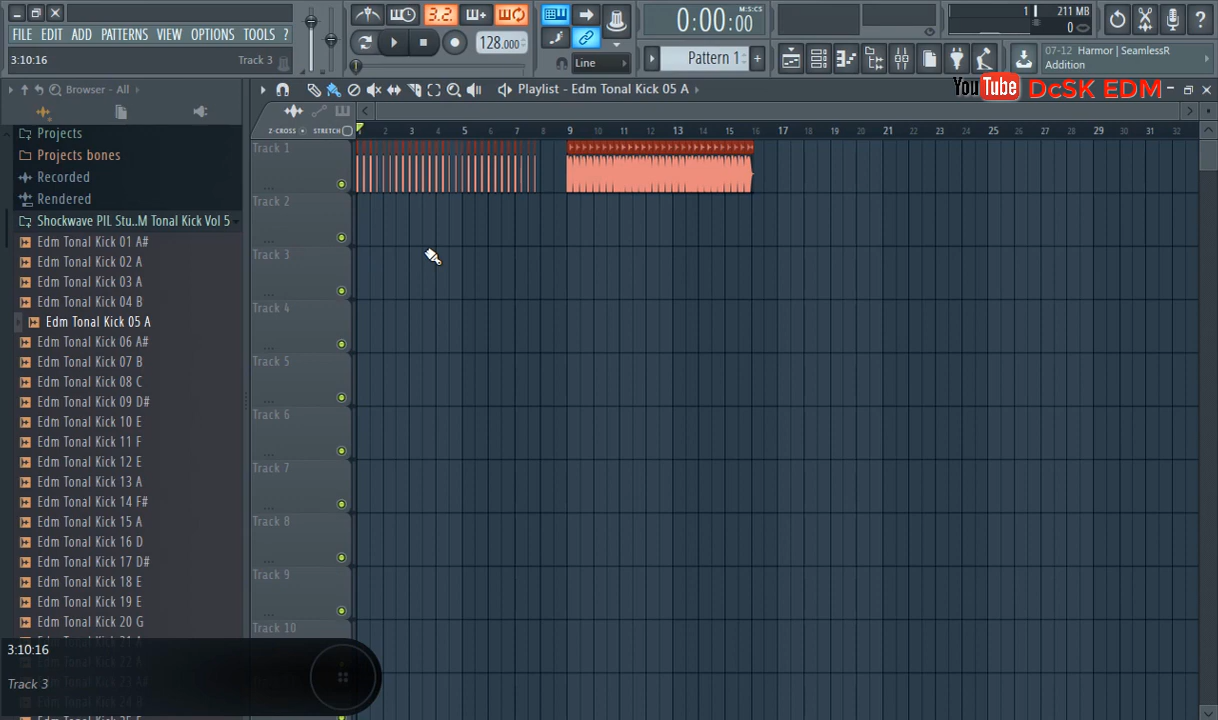 FILE EDIT ADD PATTERNS VIEW OPTIONS TOOLS ?
3:10:16 Track 3
3.2.
128.000
Line
0:00:00
M:S:CS
Pattern 1
1 211 MB
0
07-12 Harmor | SeamlessR
Addition
YouTube DcSK EDM
Browser - All
Projects
Projects bones
Recorded
Rendered
Shockwave PIL Stu..M Tonal Kick Vol 5
Edm Tonal Kick 01 A#
Edm Tonal Kick 02 A
Edm Tonal Kick 03 A
Edm Tonal Kick 04 B
Edm Tonal Kick 05 A
Edm Tonal Kick 06 A#
Edm Tonal Kick 07 B
Edm Tonal Kick 08 C
Edm Tonal Kick 09 D#
Edm Tonal Kick 10 E
Edm Tonal Kick 11 F
Edm Tonal Kick 12 E
Edm Tonal Kick 13 A
Edm Tonal Kick 14 F#
Edm Tonal Kick 15 A
Edm Tonal Kick 16 D
Edm Tonal Kick 17 D#
Edm Tonal Kick 18 E
Edm Tonal Kick 19 E
Edm Tonal Kick 20 G
3:10:16
Track 3
Playlist - Edm Tonal Kick 05 A
Z-CROSS STRETCH
1 2 3 4 5 6 7 8 9 10 11 12 13 14 15 16 17 18 19 20 21 22 23 24 25 26 27 28 29 30 31 32
Track 1
Track 2
Track 3
Track 4
Track 5
Track 6
Track 7
Track 8
Track 9
Track 10